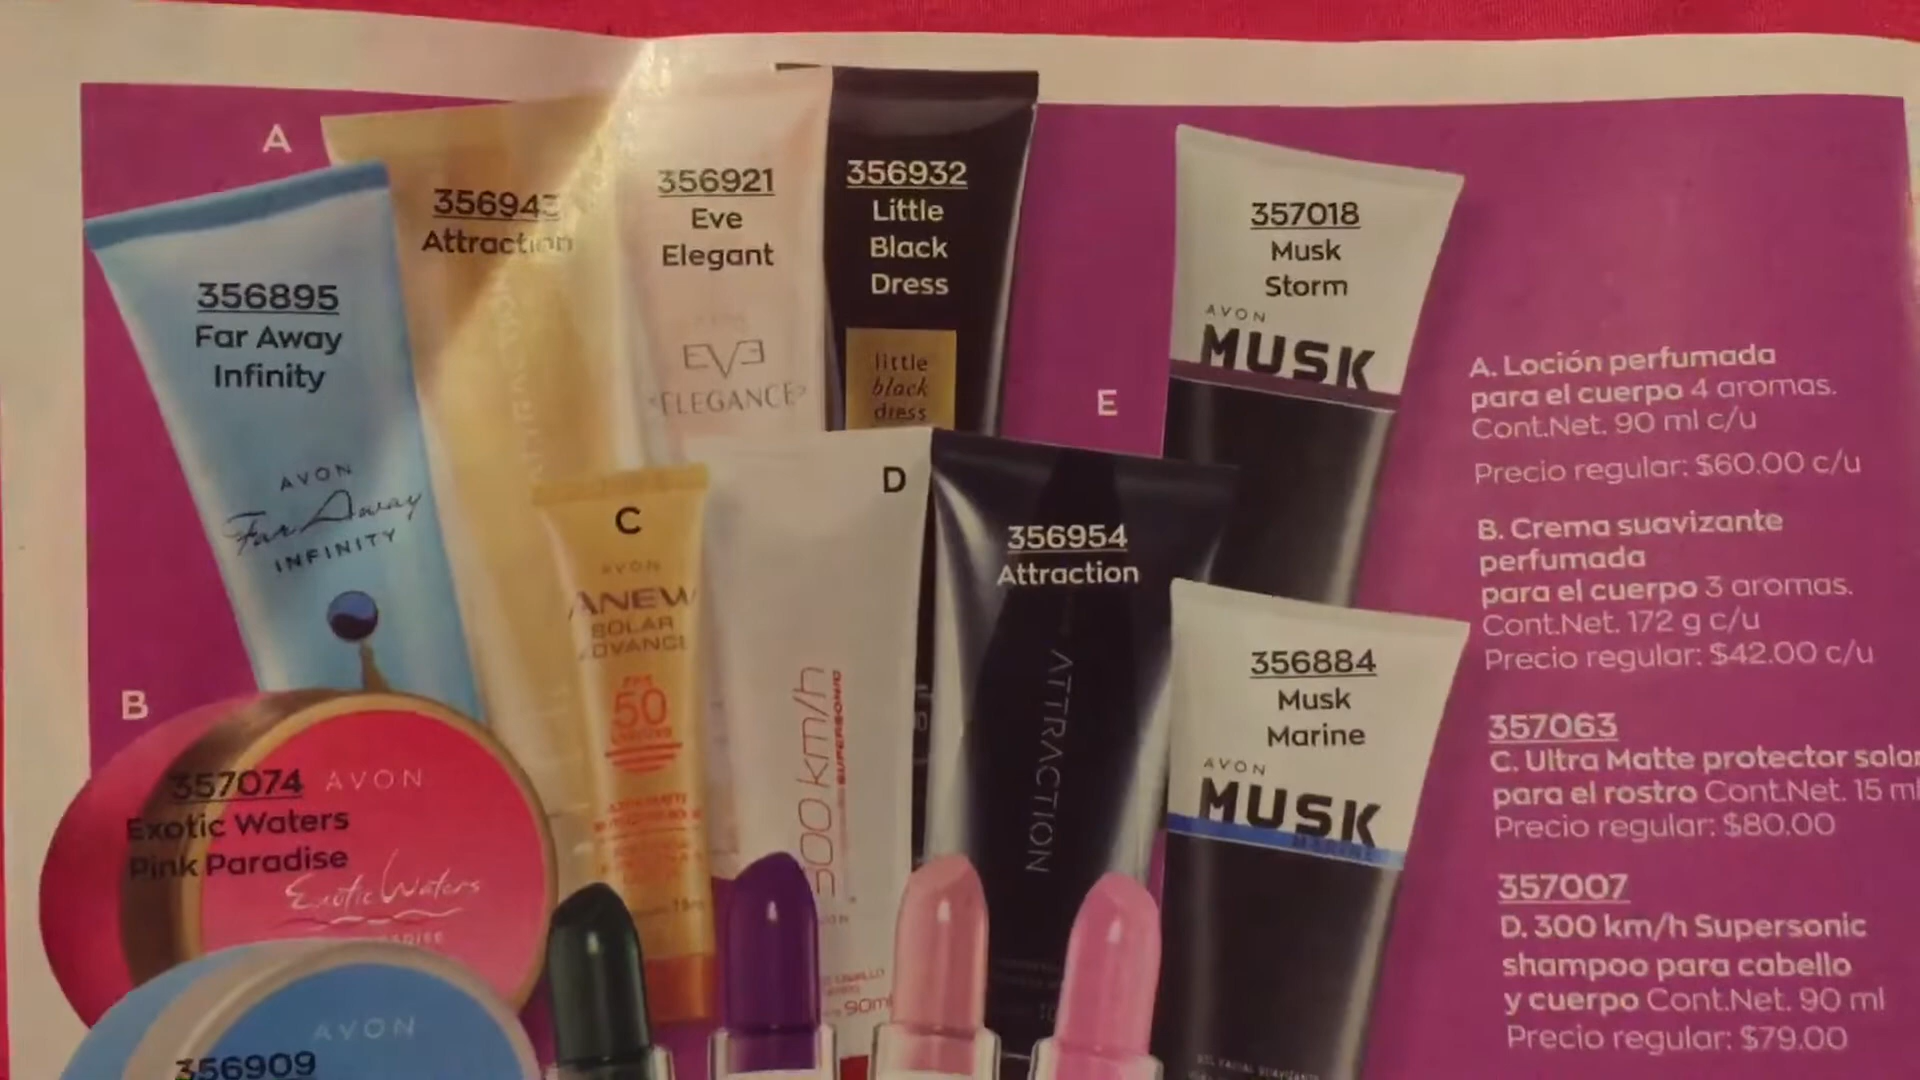 A
356895
Far Away
Infinity
AVON
Far Away
INFINITY
Attraction
356921
Eve
Elegant
EVE
ELEGANCE
356932
Little
Black
Dress
little
black
dress
E
357018
Musk
Storm
AVON
MUSK
C
AVON
ANEW
SOLAR
ADVANCE
50
D
SUPERSONIC
90ml
356954
Attraction
ATTRACTION
356884
Musk
Marine
AVON
MUSK
MARINE
B
357074
Exotic Waters
Pink Paradise
AVON
Exotic Waters
AVON
356909
A. Loción perfumada
para el cuerpo 4 aromas.
Cont.Net. 90 ml c/u
Precio regular: $60.00 c/u
B. Crema suavizante
perfumada
para el cuerpo 3 aromas.
Cont.Net. 172 g c/u
Precio regular: $42.00 c/u
357063
C. Ultra Matte protector solar
para el rostro Cont.Net. 15 ml
Precio regular: $80.00
357007
D. 300 km/h Supersonic
shampoo para cabello
y cuerpo Cont.Net. 90 ml
Precio regular: $79.00